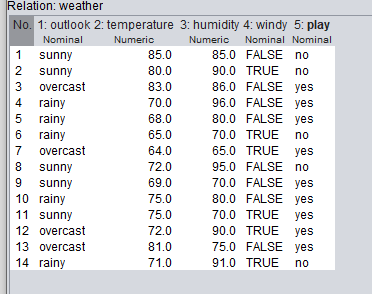 Relation: weather
No. 1: outlook 2: temperature 3: humidity 4: windy 5: play
Nominal Numeric Numeric Nominal Nominal
1 sunny 85.0 85.0 FALSE no
2 sunny 80.0 90.0 TRUE no
3 overcast 83.0 86.0 FALSE yes
4 rainy 70.0 96.0 FALSE yes
5 rainy 68.0 80.0 FALSE yes
6 rainy 65.0 70.0 TRUE no
7 overcast 64.0 65.0 TRUE yes
8 sunny 72.0 95.0 FALSE no
9 sunny 69.0 70.0 FALSE yes
10 rainy 75.0 80.0 FALSE yes
11 sunny 75.0 70.0 TRUE yes
12 overcast 72.0 90.0 TRUE yes
13 overcast 81.0 75.0 FALSE yes
14 rainy 71.0 91.0 TRUE no